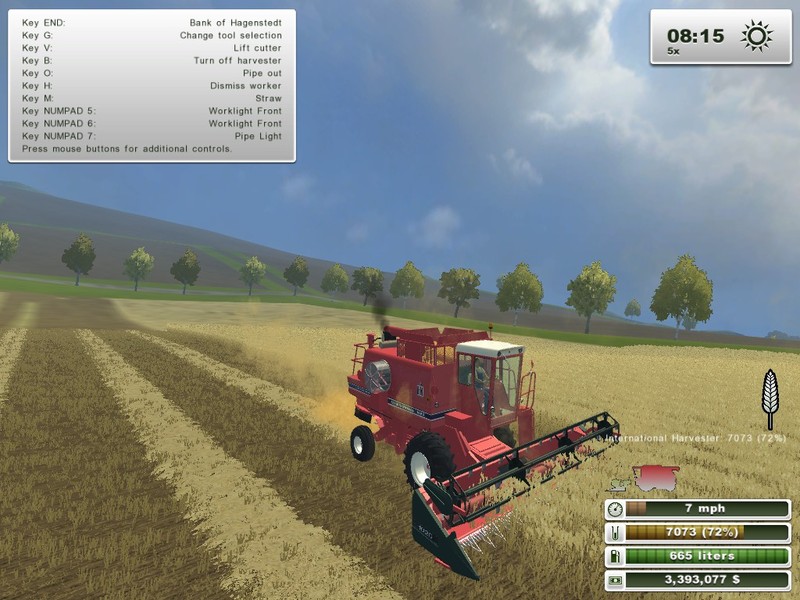 Key END: Bank of Hagenstedt
Key G: Change tool selection
Key V: Lift cutter
Key B: Turn off harvester
Key O: Pipe out
Key H: Dismiss worker
Key M: Straw
Key NUMPAD 5: Worklight Front
Key NUMPAD 6: Worklight Front
Key NUMPAD 7: Pipe Light
Press mouse buttons for additional controls.
08:15
5x
International Harvester: 7073 (72%)
7 mph
7073 (72%)
665 liters
3,393,077 $